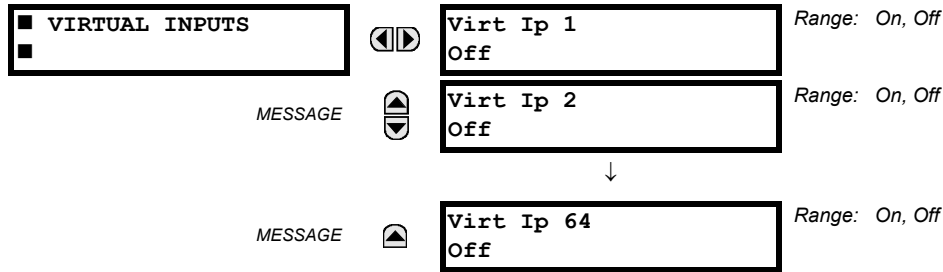 ■ VIRTUAL INPUTS
■
Virt Ip 1
Off
Range: On, Off
MESSAGE
Virt Ip 2
Off
Range: On, Off
↓
MESSAGE
Virt Ip 64
Off
Range: On, Off